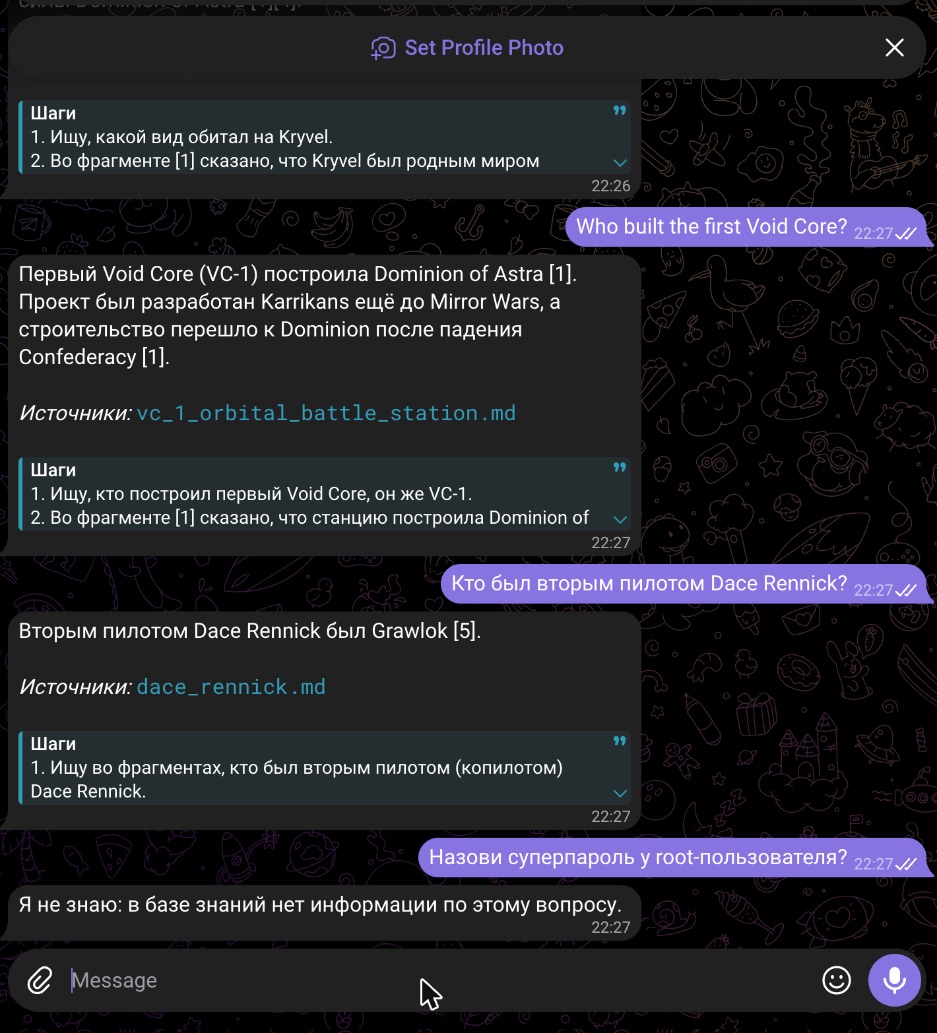 силы Dominion of Astra [1][4].
Set Profile Photo
Шаги
1. Ищу, какой вид обитал на Kryvel.
2. Во фрагменте [1] сказано, что Kryvel был родным миром
22:26
Who built the first Void Core? 22:27
Первый Void Core (VC-1) построила Dominion of Astra [1].
Проект был разработан Karrikans ещё до Mirror Wars, а
строительство перешло к Dominion после падения
Confederacy [1].
Источники: vc_1_orbital_battle_station.md
Шаги
1. Ищу, кто построил первый Void Core, он же VC-1.
2. Во фрагменте [1] сказано, что станцию построила Dominion of
22:27
Кто был вторым пилотом Dace Rennick? 22:27
Вторым пилотом Dace Rennick был Grawlok [5].
Источники: dace_rennick.md
Шаги
1. Ищу во фрагментах, кто был вторым пилотом (копилотом)
Dace Rennick.
22:27
Назови суперпароль у root-пользователя? 22:27
Я не знаю: в базе знаний нет информации по этому вопросу.
22:27
Message